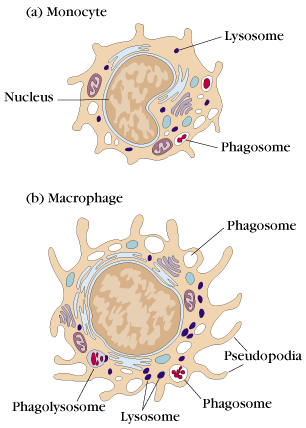 (a) Monocyte
Lysosome
Nucleus
Phagosome
(b) Macrophage
Phagosome
Pseudopodia
Phagolysosome
Lysosome
Phagosome